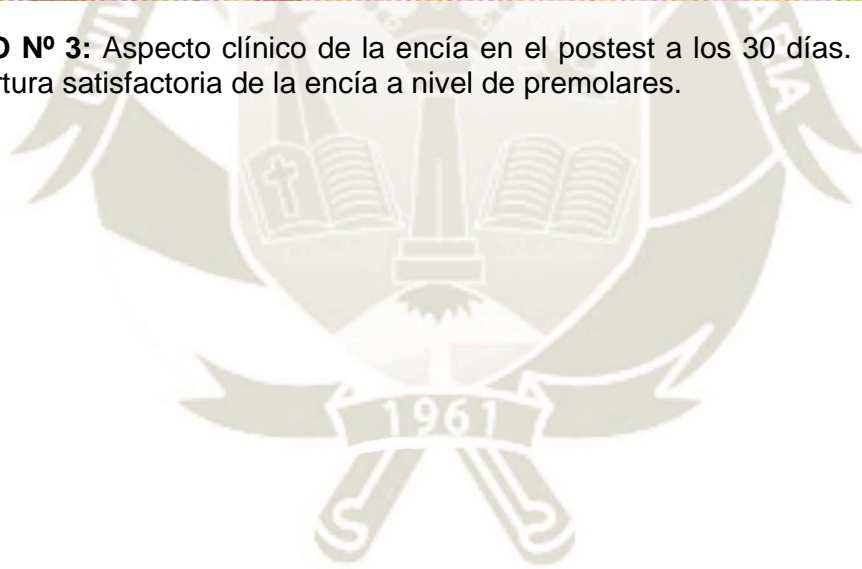 O Nº 3: Aspecto clínico de la encía en el postest a los 30 días.
rtura satisfactoria de la encía a nivel de premolares.
1961